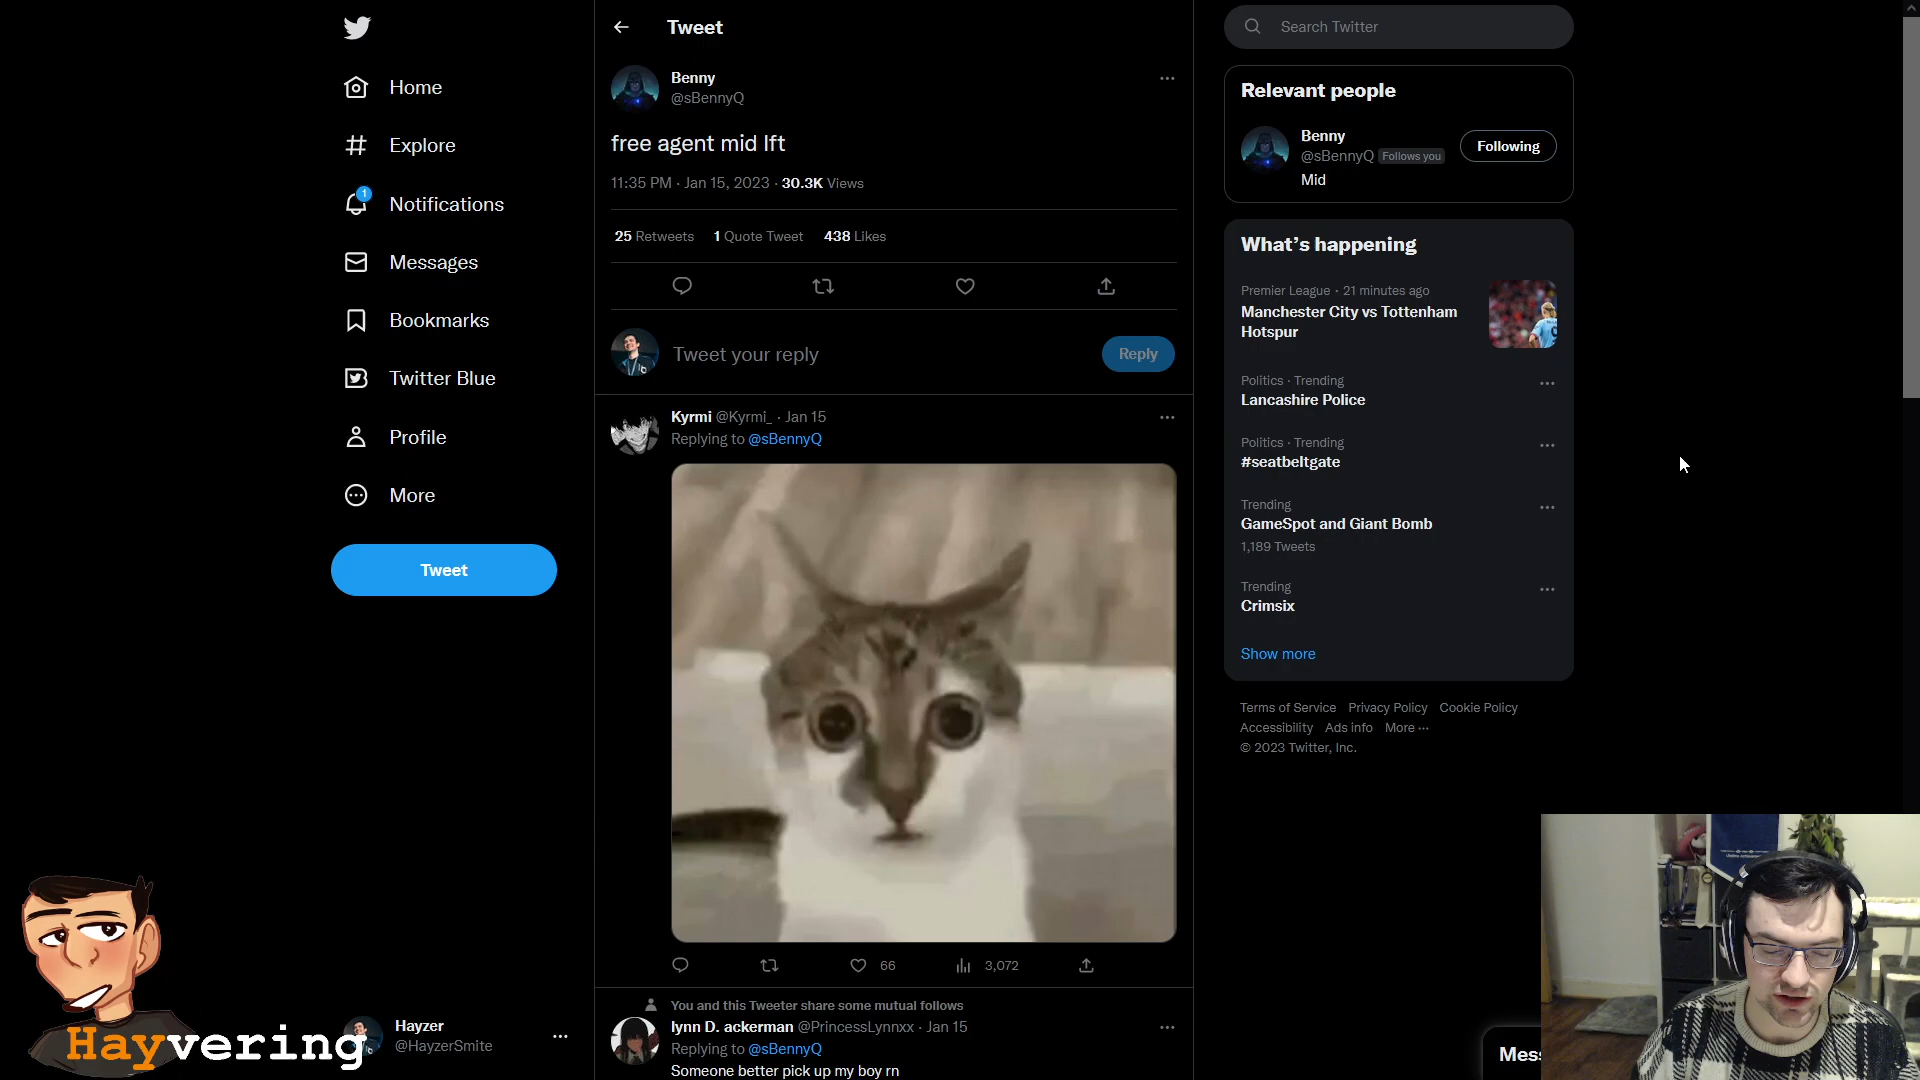 Home
Explore
1
Notifications
Messages
Bookmarks
Twitter Blue
Profile
More
Tweet
Hayzer
@HayzerSmite
Hayvering
Tweet
Benny
@sBennyQ
free agent mid lft
11:35 PM · Jan 15, 2023 · 30.3K Views
25 Retweets 1 Quote Tweet 438 Likes
Tweet your reply
Reply
Kyrmi @Kyrmi_ · Jan 15
Replying to @sBennyQ
66
3,072
You and this Tweeter share some mutual follows
lynn D. ackerman @PrincessLynnxx · Jan 15
Replying to @sBennyQ
Someone better pick up my boy rn
Search Twitter
Relevant people
Benny
@sBennyQ Follows you
Following
Mid
What's happening
Premier League · 21 minutes ago
Manchester City vs Tottenham
Hotspur
Politics · Trending
Lancashire Police
Politics · Trending
#seatbeltgate
Trending
GameSpot and Giant Bomb
1,189 Tweets
Trending
Crimsix
Show more
Terms of Service Privacy Policy Cookie Policy
Accessibility Ads info More ···
© 2023 Twitter, Inc.
Mess